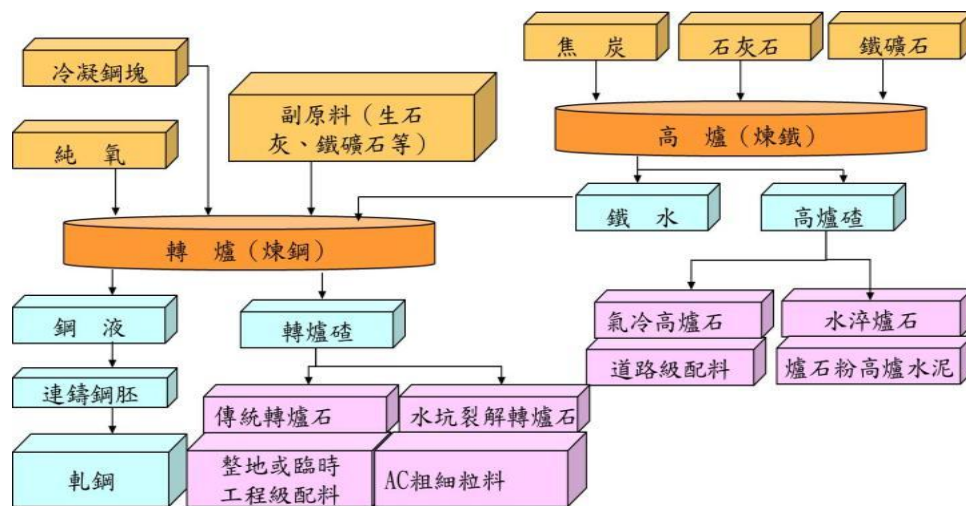 焦 炭
石灰石
鐵礦石
冷凝鋼塊
副原料（生石
灰、鐵礦石等）
純 氧
高 爐（煉鐵）
鐵 水
高爐碴
轉 爐（煉鋼）
鋼 液
轉爐碴
氣冷高爐石
水淬爐石
道路級配料
爐石粉高爐水泥
連鑄鋼胚
傳統轉爐石
水坑裂解轉爐石
軋鋼
整地或臨時
工程級配料
AC粗細粒料